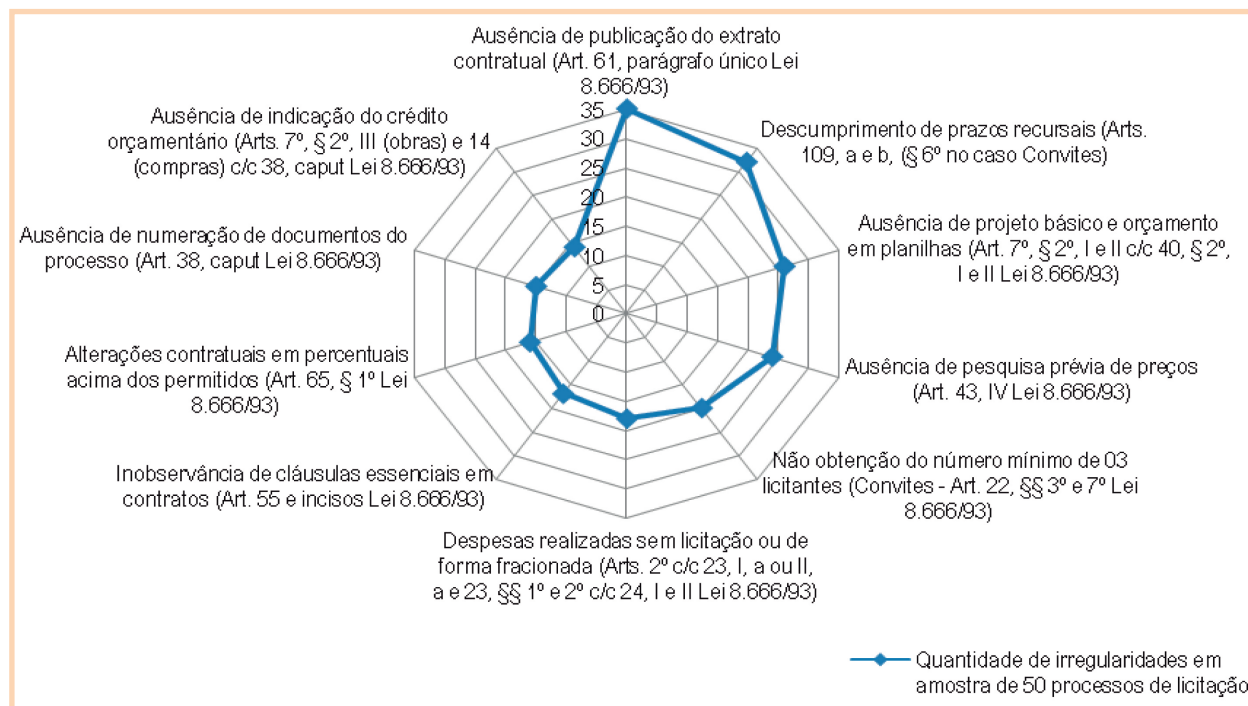 Ausência de publicação do extrato
contratual (Art. 61, parágrafo único Lei
8.666/93)
Descumprimento de prazos recursais (Arts.
109, a e b, (§ 6º no caso Convites)
Ausência de projeto básico e orçamento
em planilhas (Art. 7º, § 2º, I e II c/c 40, § 2º,
I e II Lei 8.666/93)
Ausência de pesquisa prévia de preços
(Art. 43, IV Lei 8.666/93)
Não obtenção do número mínimo de 03
licitantes (Convites - Art. 22, §§ 3º e 7º Lei
8.666/93)
Despesas realizadas sem licitação ou de
forma fracionada (Arts. 2º c/c 23, I, a ou II,
a e 23, §§ 1º e 2º c/c 24, I e II Lei 8.666/93)
Inobservância de cláusulas essenciais em
contratos (Art. 55 e incisos Lei 8.666/93)
Alterações contratuais em percentuais
acima dos permitidos (Art. 65, § 1º Lei
8.666/93)
Ausência de numeração de documentos do
processo (Art. 38, caput Lei 8.666/93)
Ausência de indicação do crédito
orçamentário (Arts. 7º, § 2º, III (obras) e 14
(compras) c/c 38, caput Lei 8.666/93)
35
30
25
20
15
10
5
0
Quantidade de irregularidades em
amostra de 50 processos de licitação